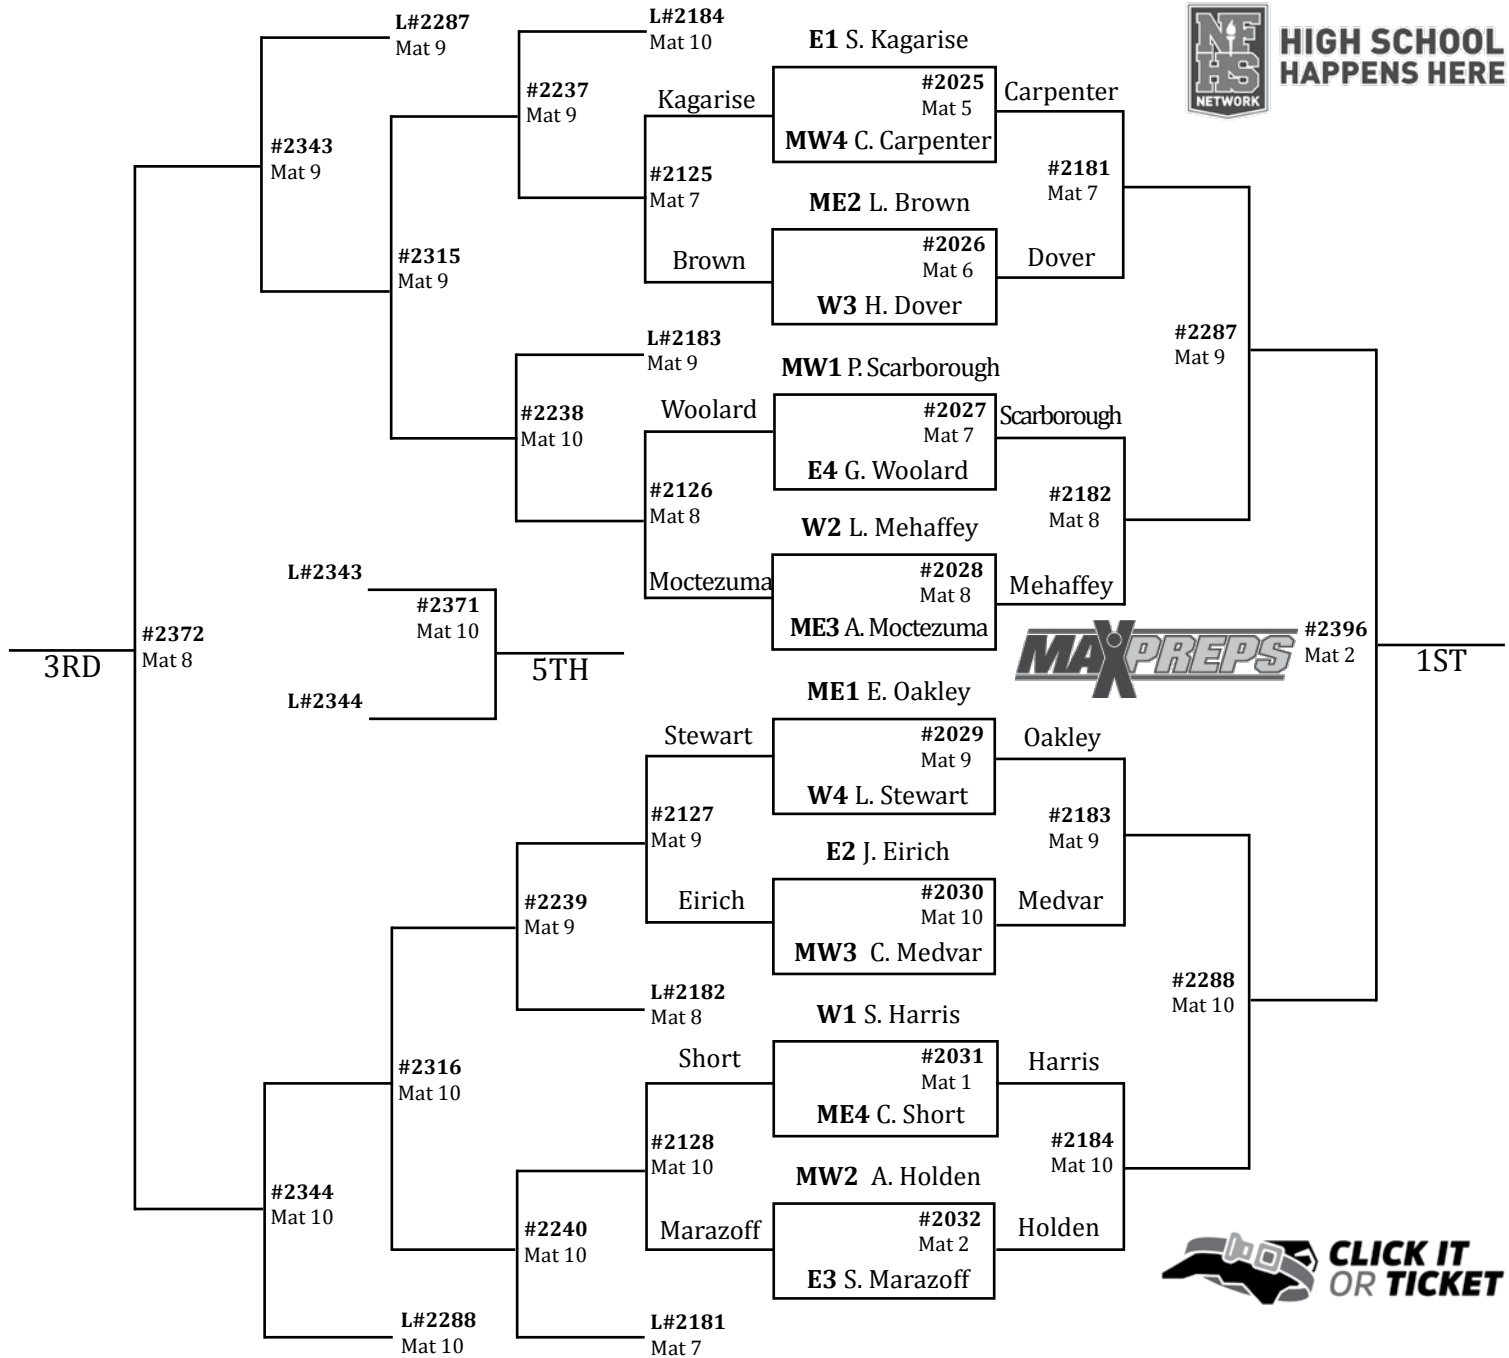 L#2287
Mat 9
L#2184
Mat 10
E1 S. Kagarise
NFHS
NETWORK
HIGH SCHOOL
HAPPENS HERE
#2237
Mat 9
Kagarise
#2025
Mat 5
Carpenter
MW4 C. Carpenter
#2343
Mat 9
#2125
Mat 7
#2181
Mat 7
ME2 L. Brown
#2315
Mat 9
Brown
#2026
Mat 6
Dover
W3 H. Dover
L#2183
Mat 9
#2287
Mat 9
MW1 P. Scarborough
#2238
Mat 10
Woolard
#2027
Mat 7
Scarborough
E4 G. Woolard
#2126
Mat 8
#2182
Mat 8
W2 L. Mehaffey
L#2343
Moctezuma
#2028
Mat 8
Mehaffey
#2371
Mat 10
ME3 A. Moctezuma
#2372
Mat 8
3RD
5TH
MAXPREPS
#2396
Mat 2
1ST
L#2344
ME1 E. Oakley
Stewart
#2029
Mat 9
Oakley
W4 L. Stewart
#2127
Mat 9
#2183
Mat 9
E2 J. Eirich
#2239
Mat 9
Eirich
#2030
Mat 10
Medvar
MW3 C. Medvar
L#2182
Mat 8
#2288
Mat 10
W1 S. Harris
#2316
Mat 10
Short
#2031
Mat 1
Harris
ME4 C. Short
#2128
Mat 10
#2184
Mat 10
MW2 A. Holden
#2344
Mat 10
#2240
Mat 10
Marazoff
#2032
Mat 2
Holden
E3 S. Marazoff
CLICK IT
OR TICKET
L#2288
Mat 10
L#2181
Mat 7